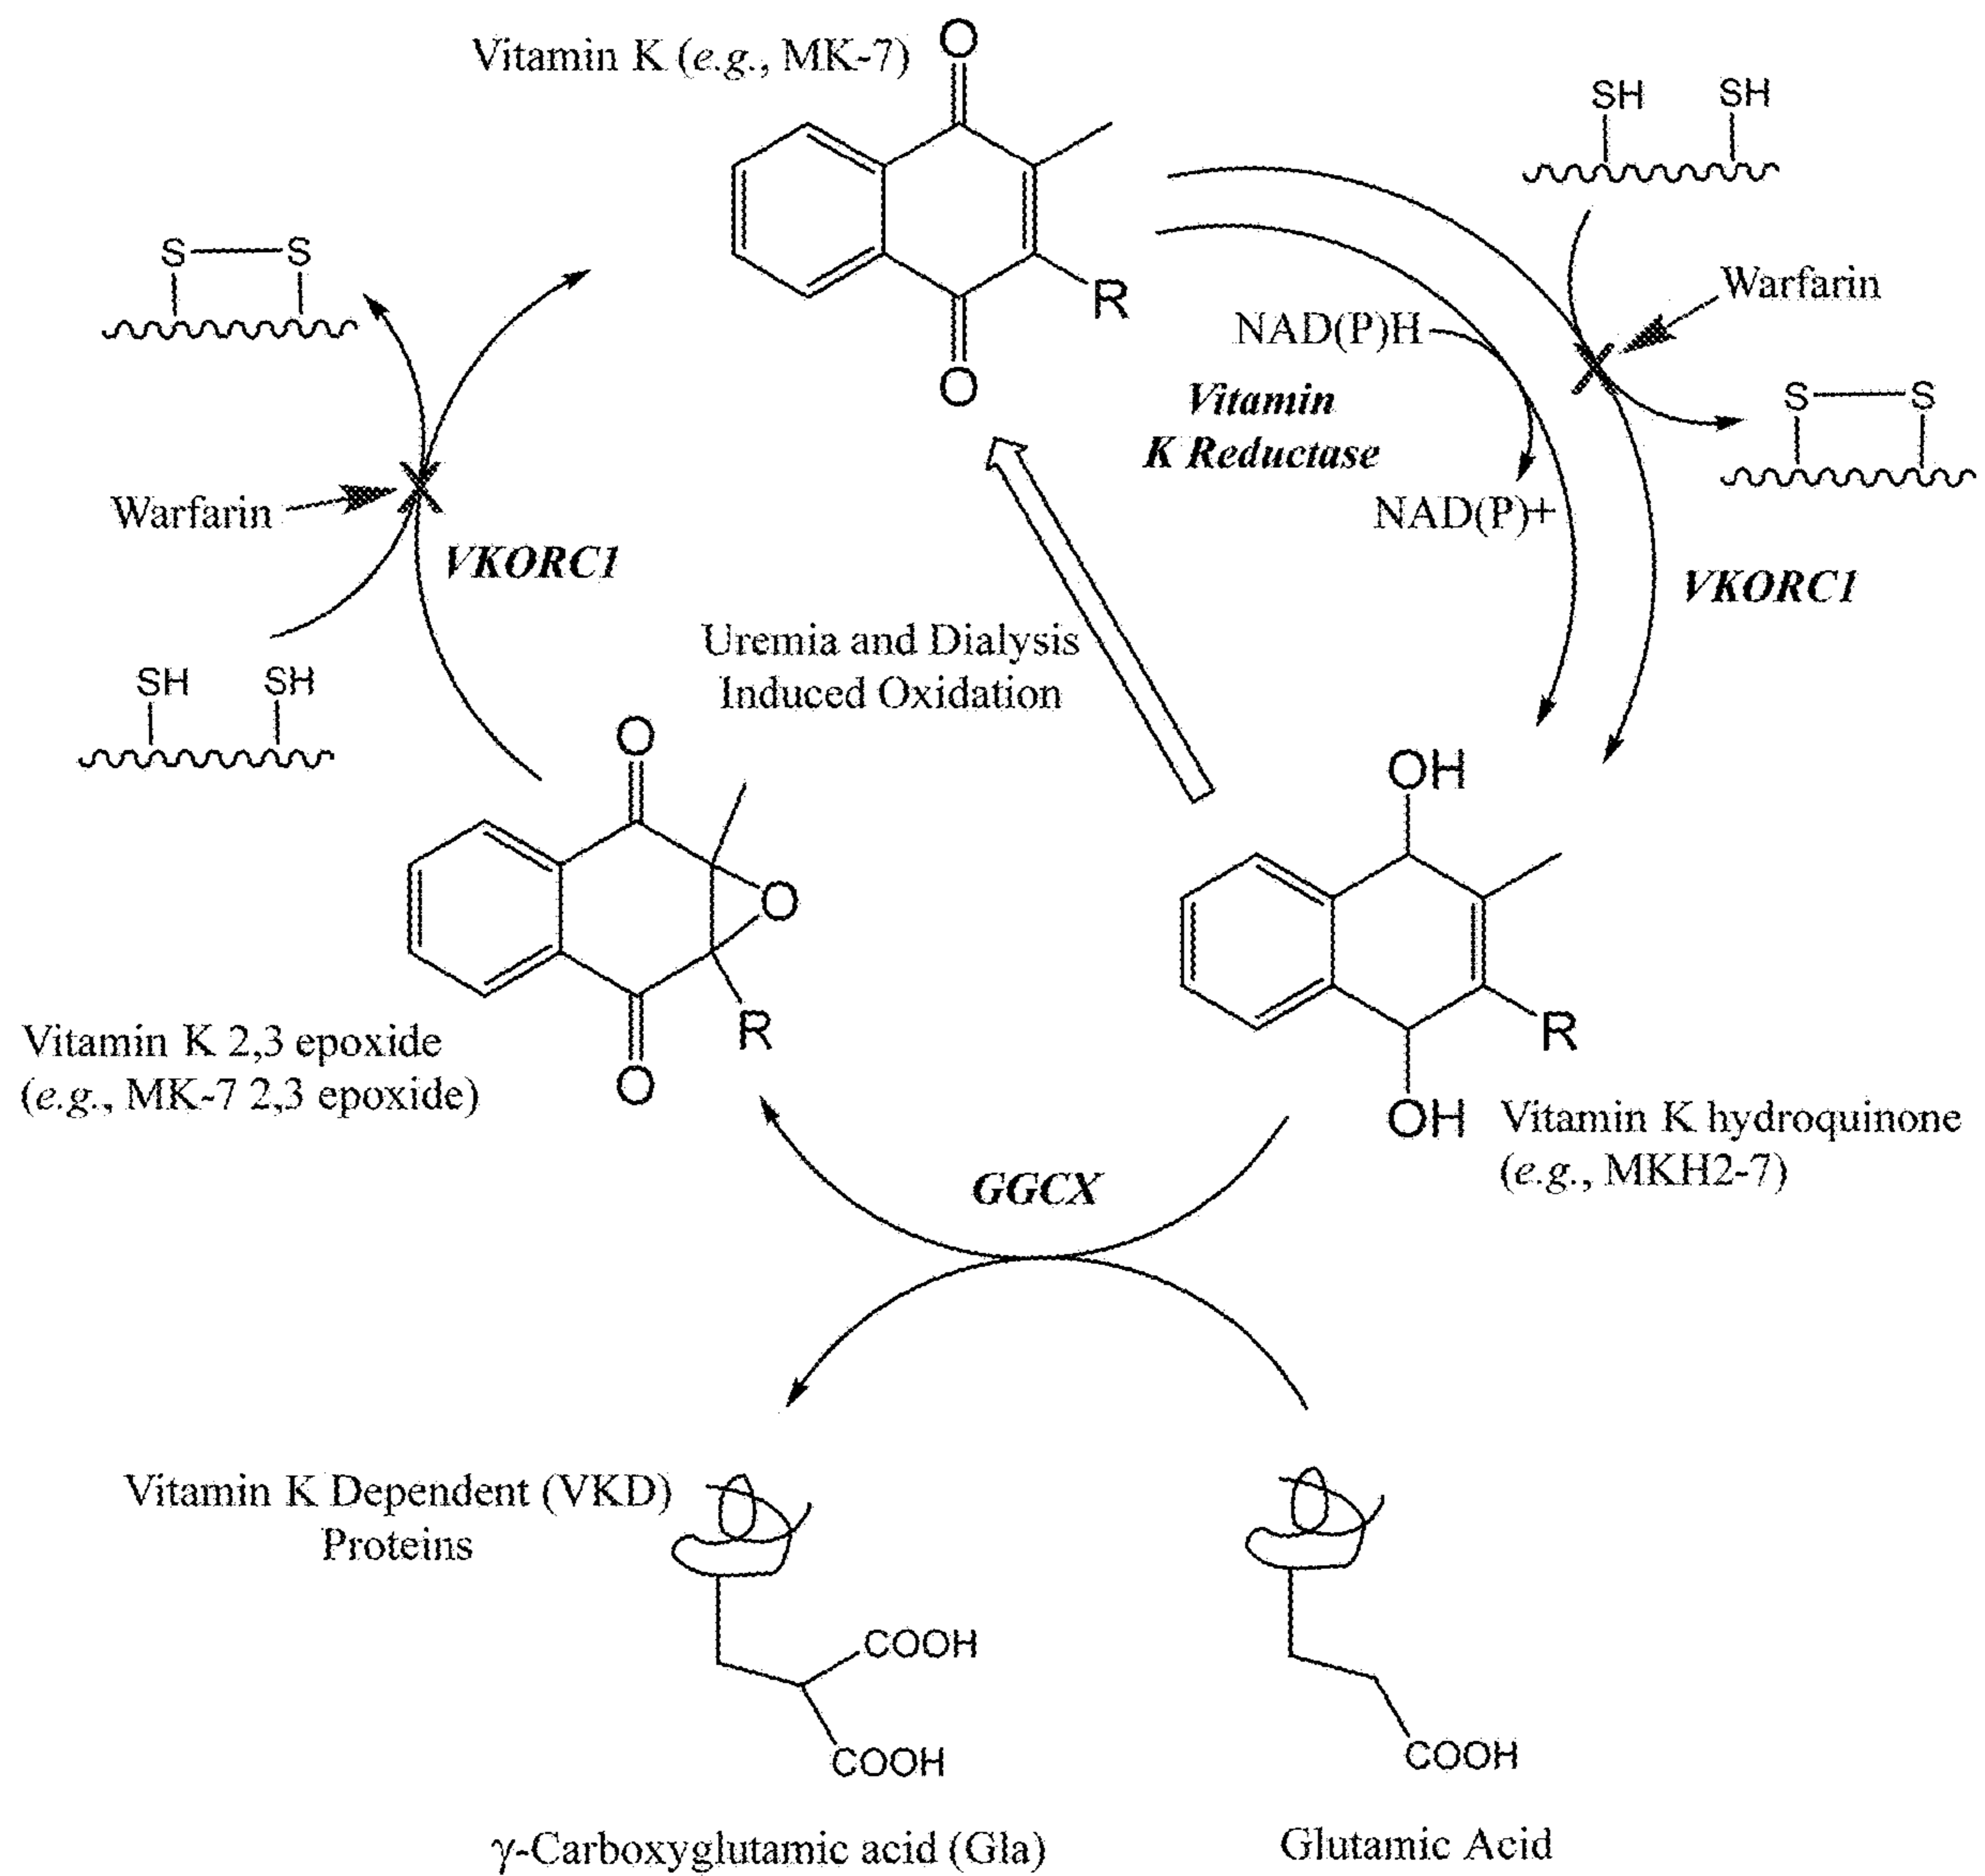 Vitamin K (e.g., MK-7)
O
R
O
SH SH
Warfarin
S S
S S
NAD(P)H
Vitamin
K Reductase
NAD(P)+
VKORC1
Warfarin
VKORC1
SH SH
Uremia and Dialysis
Induced Oxidation
O
O
R
O
Vitamin K 2,3 epoxide
(e.g., MK-7 2,3 epoxide)
OH
R
OH
Vitamin K hydroquinone
(e.g., MKH2-7)
GGCX
Vitamin K Dependent (VKD)
Proteins
COOH
COOH
COOH
γ-Carboxyglutamic acid (Gla)
Glutamic Acid